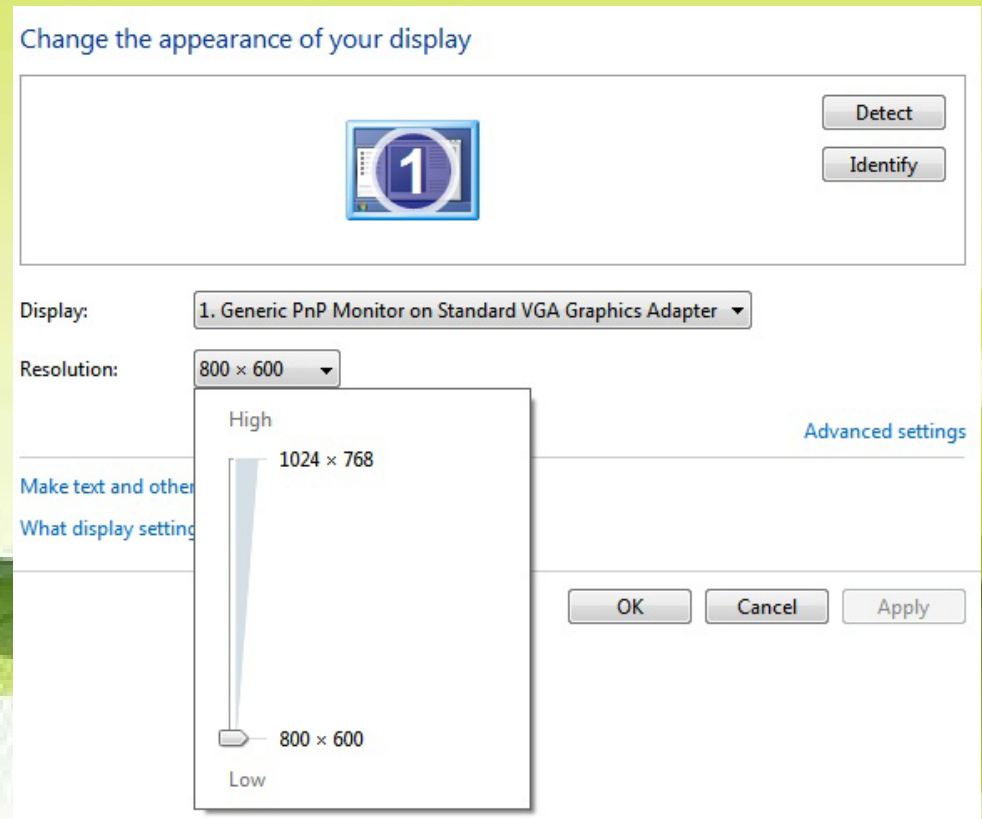 Change the appearance of your display
1
Detect
Identify
Display: 1. Generic PnP Monitor on Standard VGA Graphics Adapter
Resolution: 800 × 600
High
1024 × 768
Advanced settings
Make text and other
What display setting
OK Cancel Apply
800 × 600
Low